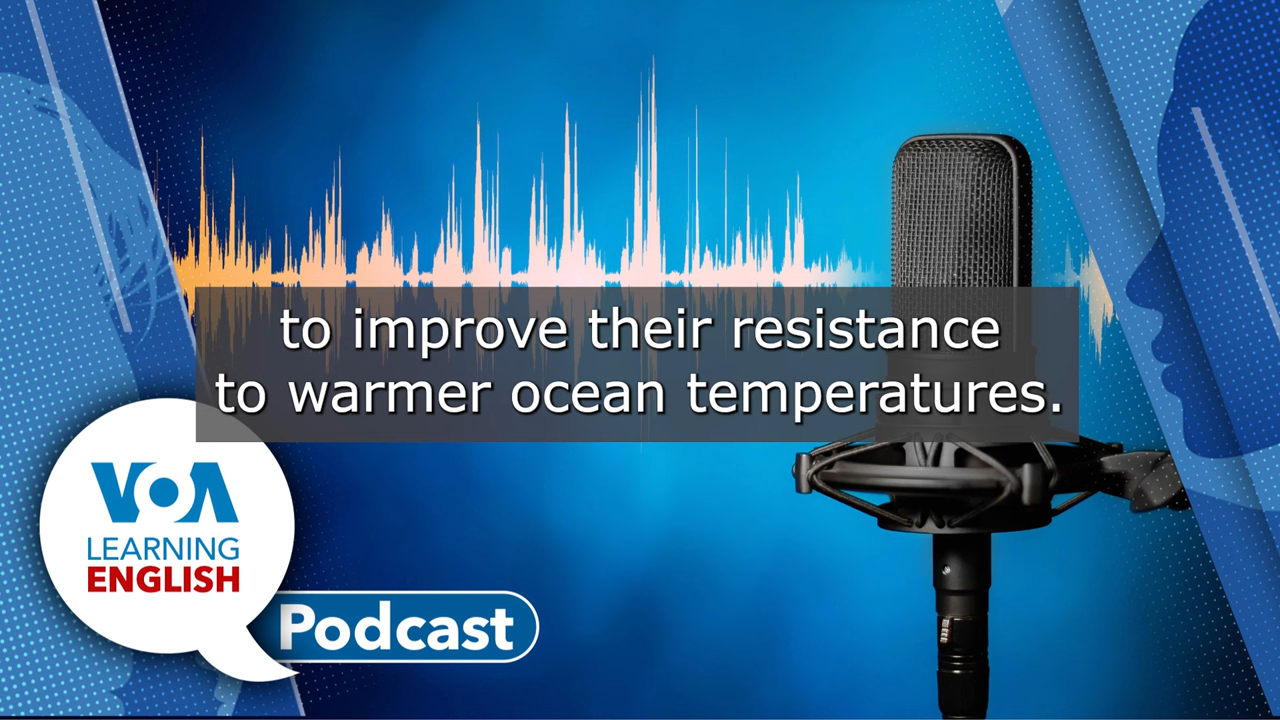 to improve their resistance
to warmer ocean temperatures.
VOA
LEARNING
ENGLISH
Podcast